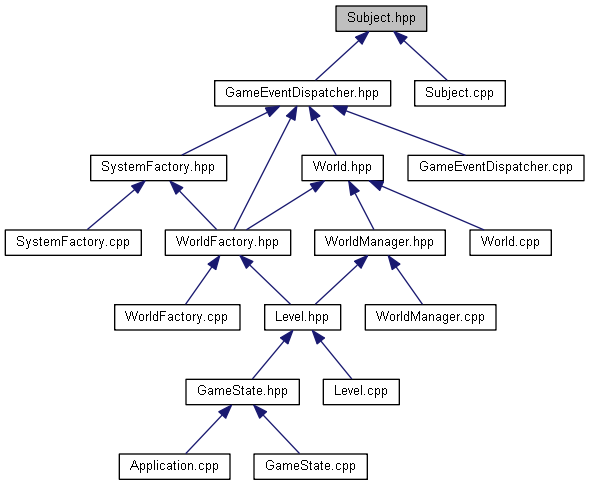 Subject.hpp
GameEventDispatcher.hpp
Subject.cpp
SystemFactory.hpp
World.hpp
GameEventDispatcher.cpp
SystemFactory.cpp
WorldFactory.hpp
WorldManager.hpp
World.cpp
WorldFactory.cpp
Level.hpp
WorldManager.cpp
GameState.hpp
Level.cpp
Application.cpp
GameState.cpp